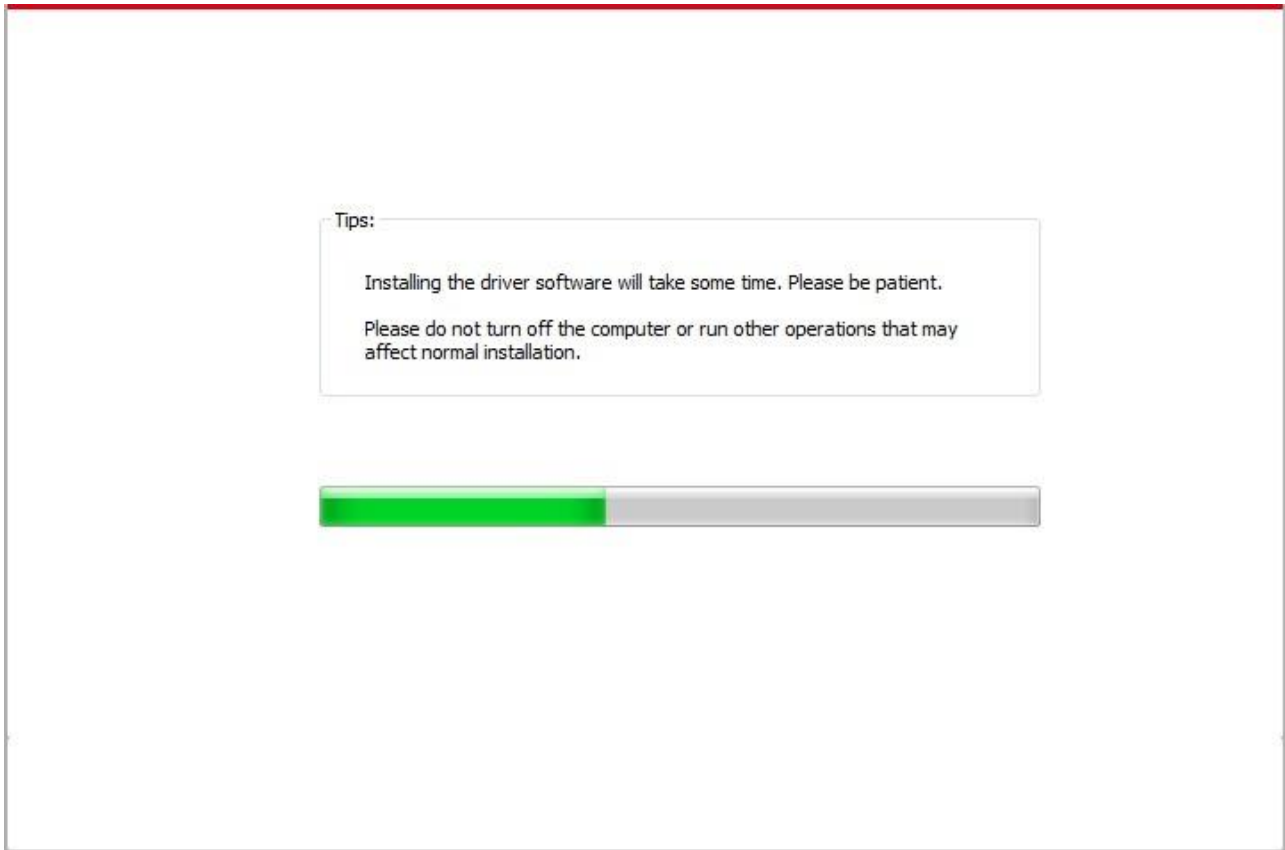 Tips:
Installing the driver software will take some time. Please be patient.
Please do not turn off the computer or run other operations that may
affect normal installation.